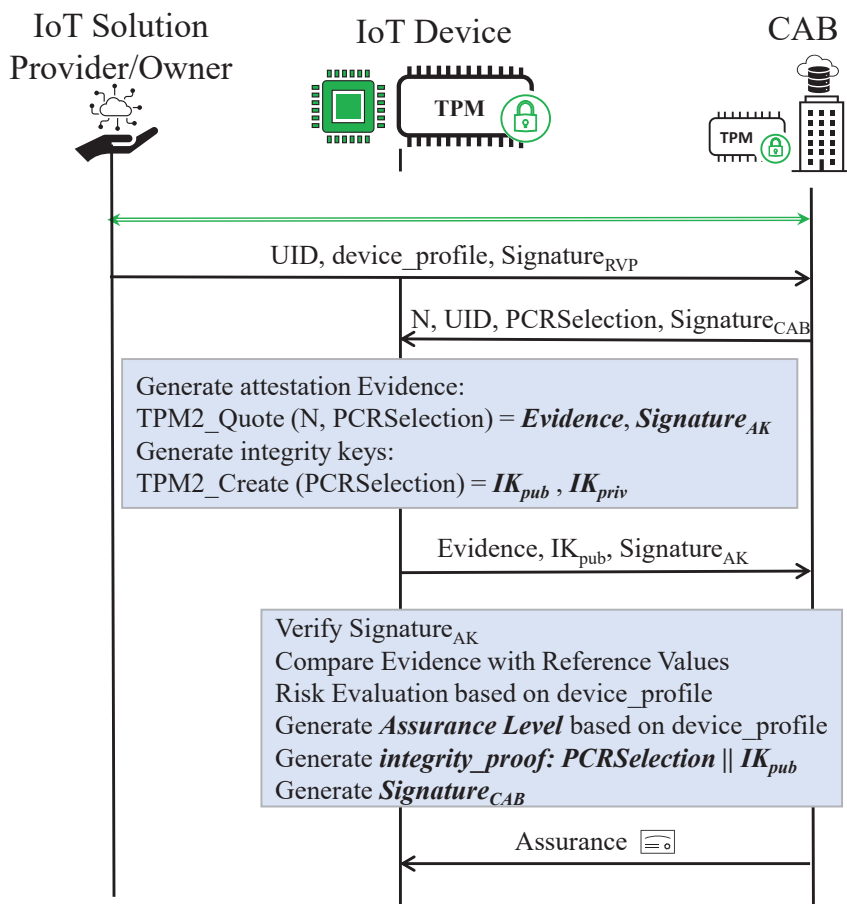 IoT Solution
Provider/Owner
IoT Device
CAB
TPM
TPM
UID, device_profile, Signature_RVP
N, UID, PCRSelection, Signature_CAB
Generate attestation Evidence:
TPM2_Quote (N, PCRSelection) = Evidence, Signature_AK
Generate integrity keys:
TPM2_Create (PCRSelection) = IK_pub , IK_priv
Evidence, IK_pub, Signature_AK
Verify Signature_AK
Compare Evidence with Reference Values
Risk Evaluation based on device_profile
Generate Assurance Level based on device_profile
Generate integrity_proof: PCRSelection || IK_pub
Generate Signature_CAB
Assurance